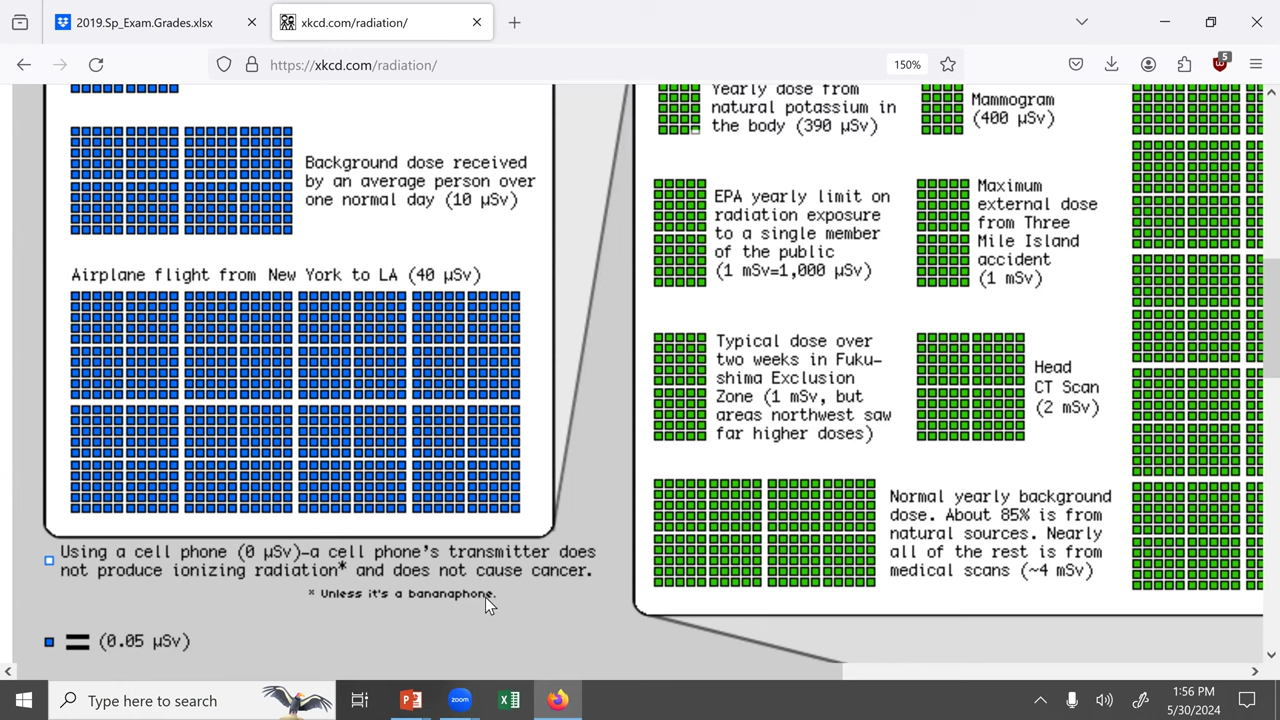 2019.Sp_Exam.Grades.xlsx
xkcd.com/radiation/
https://xkcd.com/radiation/
150%
5
Background dose received
by an average person over
one normal day (10 µSv)
Airplane flight from New York to LA (40 µSv)
Using a cell phone (0 µSv)—a cell phone's transmitter does
not produce ionizing radiation* and does not cause cancer.
* Unless it's a bananaphone.
= (0.05 µSv)
Yearly dose from
natural potassium in
the body (390 µSv)
Mammogram
(400 µSv)
EPA yearly limit on
radiation exposure
to a single member
of the public
(1 mSv=1,000 µSv)
Maximum
external dose
from Three
Mile Island
accident
(1 mSv)
Typical dose over
two weeks in Fuku-
shima Exclusion
Zone (1 mSv, but
areas northwest saw
far higher doses)
Head
CT Scan
(2 mSv)
Normal yearly background
dose. About 85% is from
natural sources. Nearly
all of the rest is from
medical scans (~4 mSv)
Type here to search
zoom
1:56 PM
5/30/2024